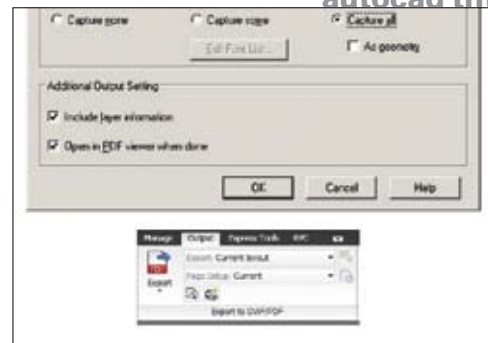 autocad
Capture none Capture some Capture all
Edit Font List... As geometry
Additional Output Setting
Include layer information
Open in PDF viewer when done
OK Cancel Help
Manage Output Express Tools
Export: Current layout
Export Page Setup: Current
Export to DWF/PDF